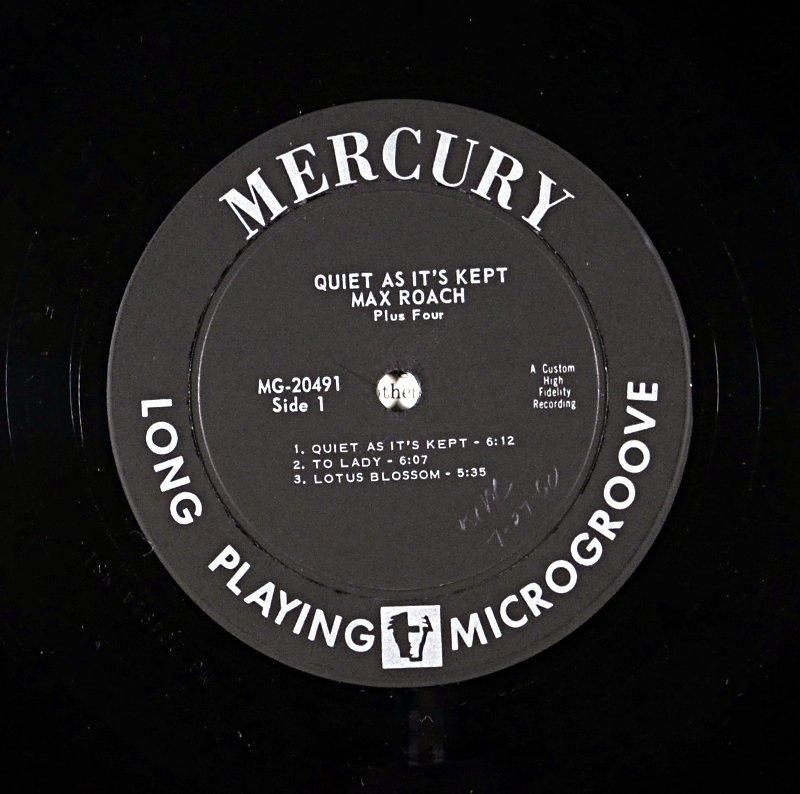 MERCURY
QUIET AS IT'S KEPT
MAX ROACH
Plus Four
MG-20491
Side 1
A Custom
High
Fidelity
Recording
1. QUIET AS IT'S KEPT - 6:12
2. TO LADY - 6:07
3. LOTUS BLOSSOM - 5:35
LONG PLAYING MICROGROOVE